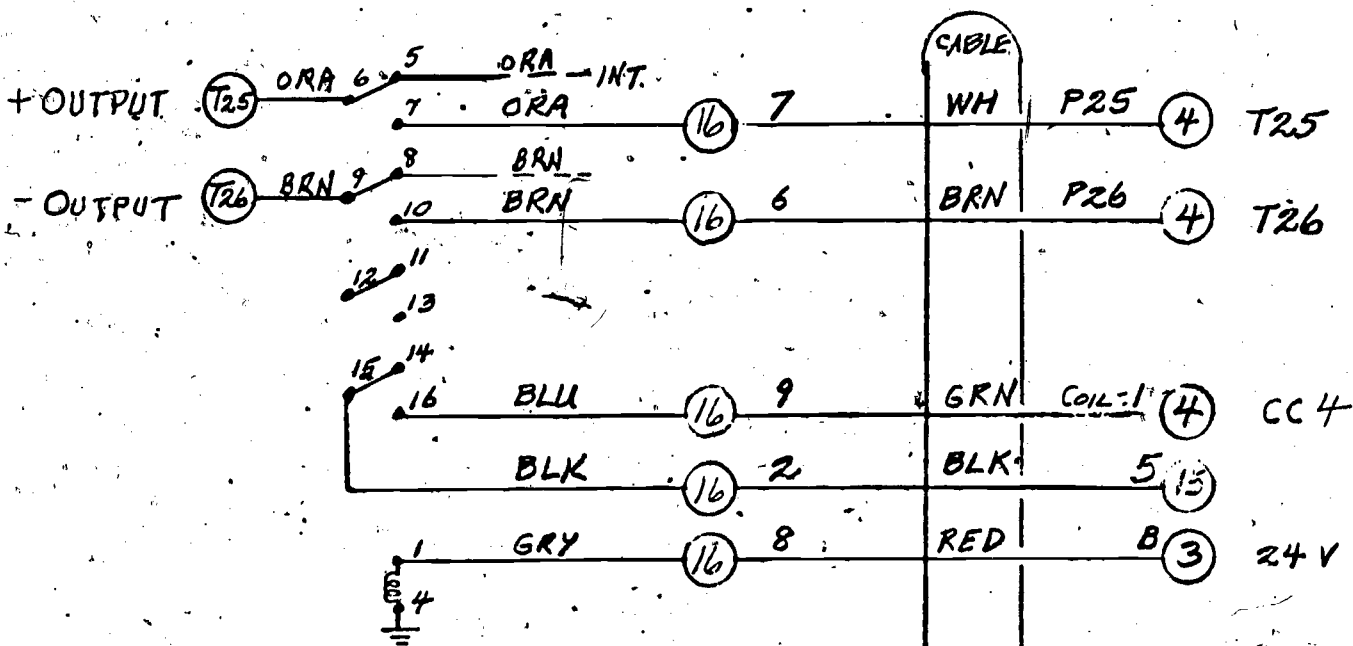 CABLE
5 ORA - INT.
+ OUTPUT T25 ORA 6
7 ORA 16 7 WH P25 4 T25
8 BRN
- OUTPUT T26 BRN 9
10 BRN 16 6 BRN P26 4 T26
12 11
13
15 14
16 BLU 16 9 GRN COIL-1 4 CC 4
BLK 16 2 BLK 5 15
1 GRY 16 8 RED B 3 24 V
4